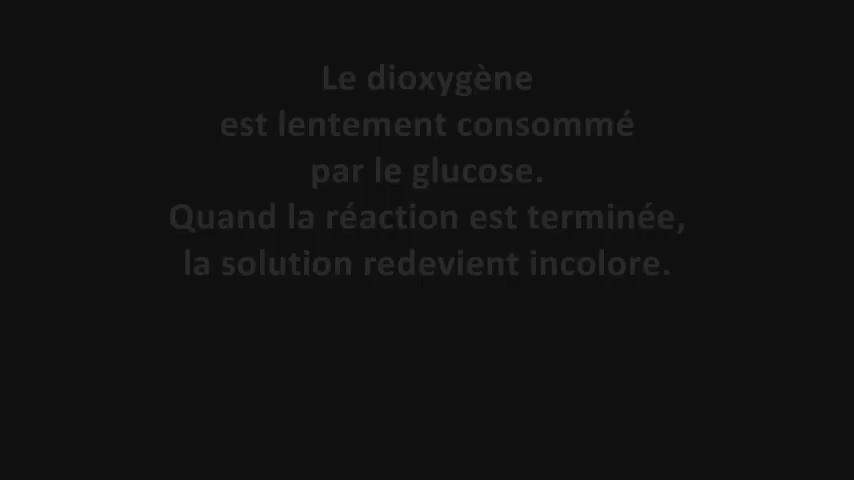 Le dioxygène
est lentement consommé
par le glucose.
Quand la réaction est terminée,
la solution redevient incolore.